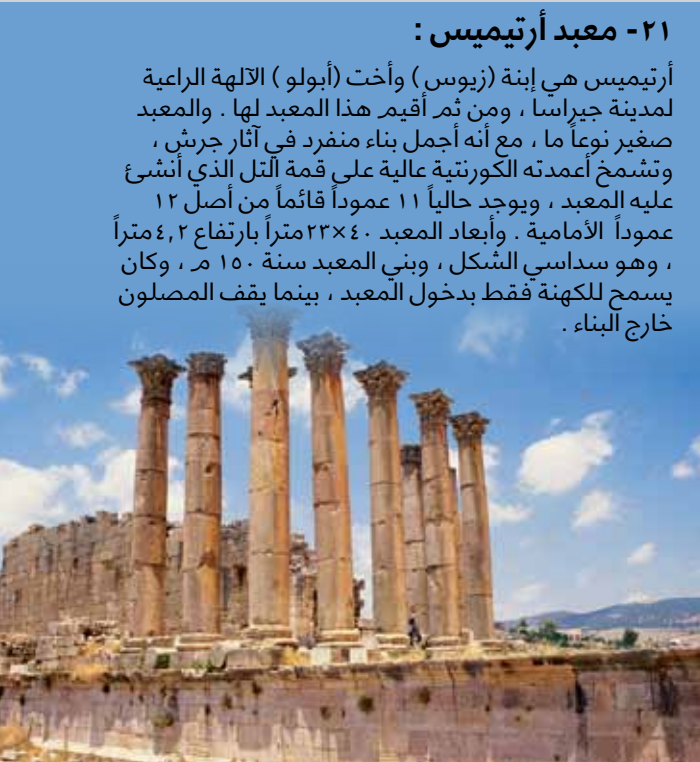 ٢١- معبد أرتيميس :
أرتيميس هي إبنة (زيوس ) وأخت (أبولو ) الآلهة الراعية
لمدينة جيراسا ، ومن ثم أقيم هذا المعبد لها . والمعبد
صغير نوعاً ما ، مع أنه أجمل بناء منفرد في آثار جرش ،
وتشمخ أعمدته الكورنتية عالية على قمة التل الذي أنشئ
عليه المعبد ، ويوجد حالياً ١١ عموداً قائماً من أصل ١٢
عموداً الأمامية . وأبعاد المعبد ٤٠×٢٣متراً بارتفاع ٤,٢متراً
، وهو سداسي الشكل ، وبني المعبد سنة ١٥٠ م ، وكان
يسمح للكهنة فقط بدخول المعبد ، بينما يقف المصلون
خارج البناء .